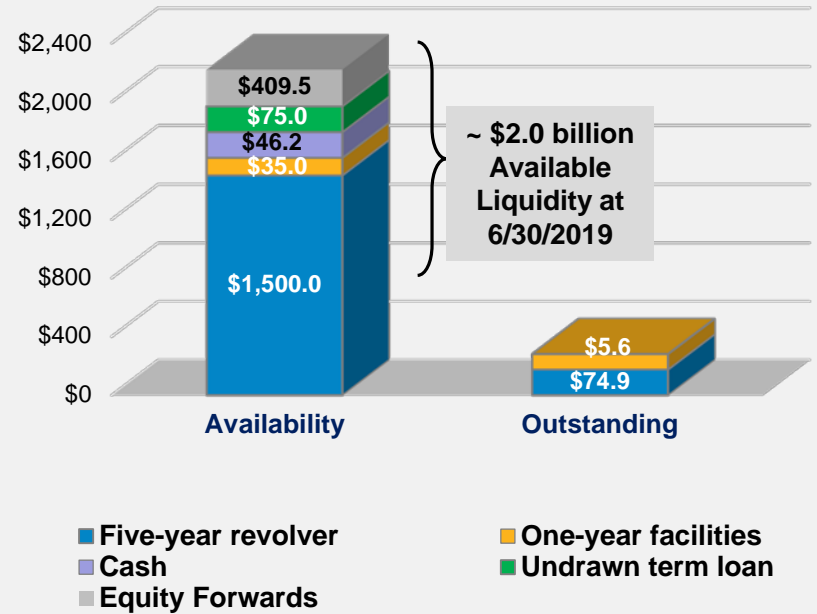 $2,400
$2,000
$1,600
$1,200
$800
$400
$0
$409.5
$75.0
$46.2
$35.0
$1,500.0
~ $2.0 billion
Available
Liquidity at
6/30/2019
$5.6
$74.9
Availability
Outstanding
Five-year revolver
One-year facilities
Cash
Undrawn term loan
Equity Forwards